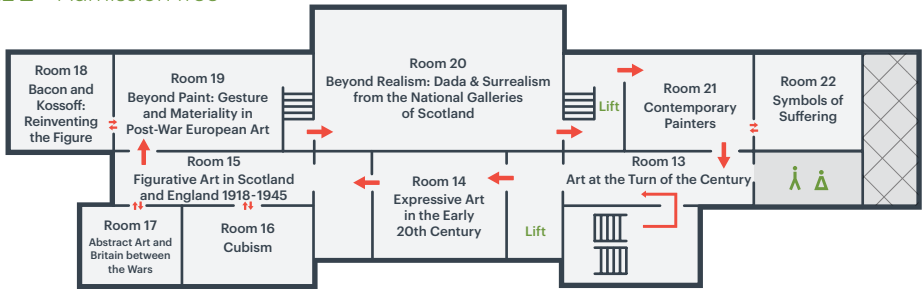 Admission free
Room 18
Bacon and
Kossoff:
Reinventing
the Figure
Room 19
Beyond Paint: Gesture
and Materiality in
Post-War European Art
Room 20
Beyond Realism: Dada & Surrealism
from the National Galleries
of Scotland
Lift
Room 21
Contemporary
Painters
Room 22
Symbols of
Suffering
Room 15
Figurative Art in Scotland
and England 1918-1945
Room 14
Expressive Art
in the Early
20th Century
Room 13
Art at the Turn of the Century
Room 17
Abstract Art and
Britain between
the Wars
Room 16
Cubism
Lift